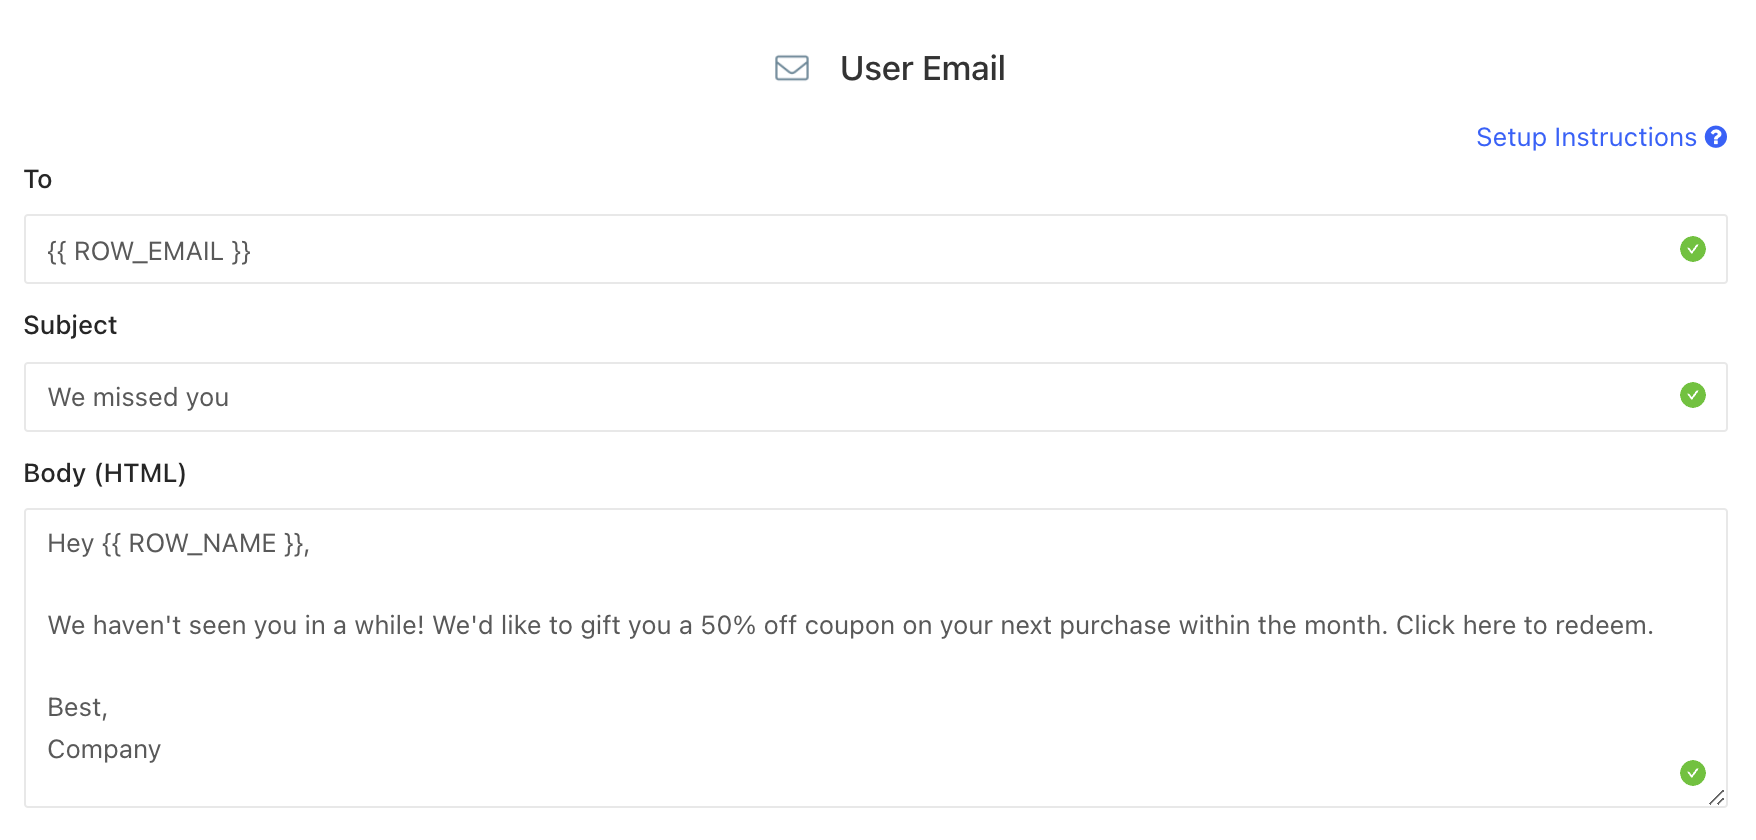 User Email
Setup Instructions
To
{{ ROW_EMAIL }}
Subject
We missed you
Body (HTML)
Hey {{ ROW_NAME }},
We haven't seen you in a while! We'd like to gift you a 50% off coupon on your next purchase within the month. Click here to redeem.
Best,
Company